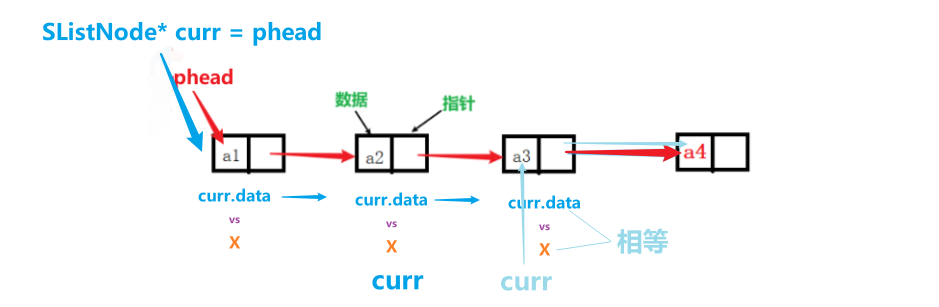 SListNode* curr = phead
phead
数据
指针
a1
a2
a3
a4
curr.data
curr.data
curr.data
vs
vs
vs
X
X
X
相等
curr
curr